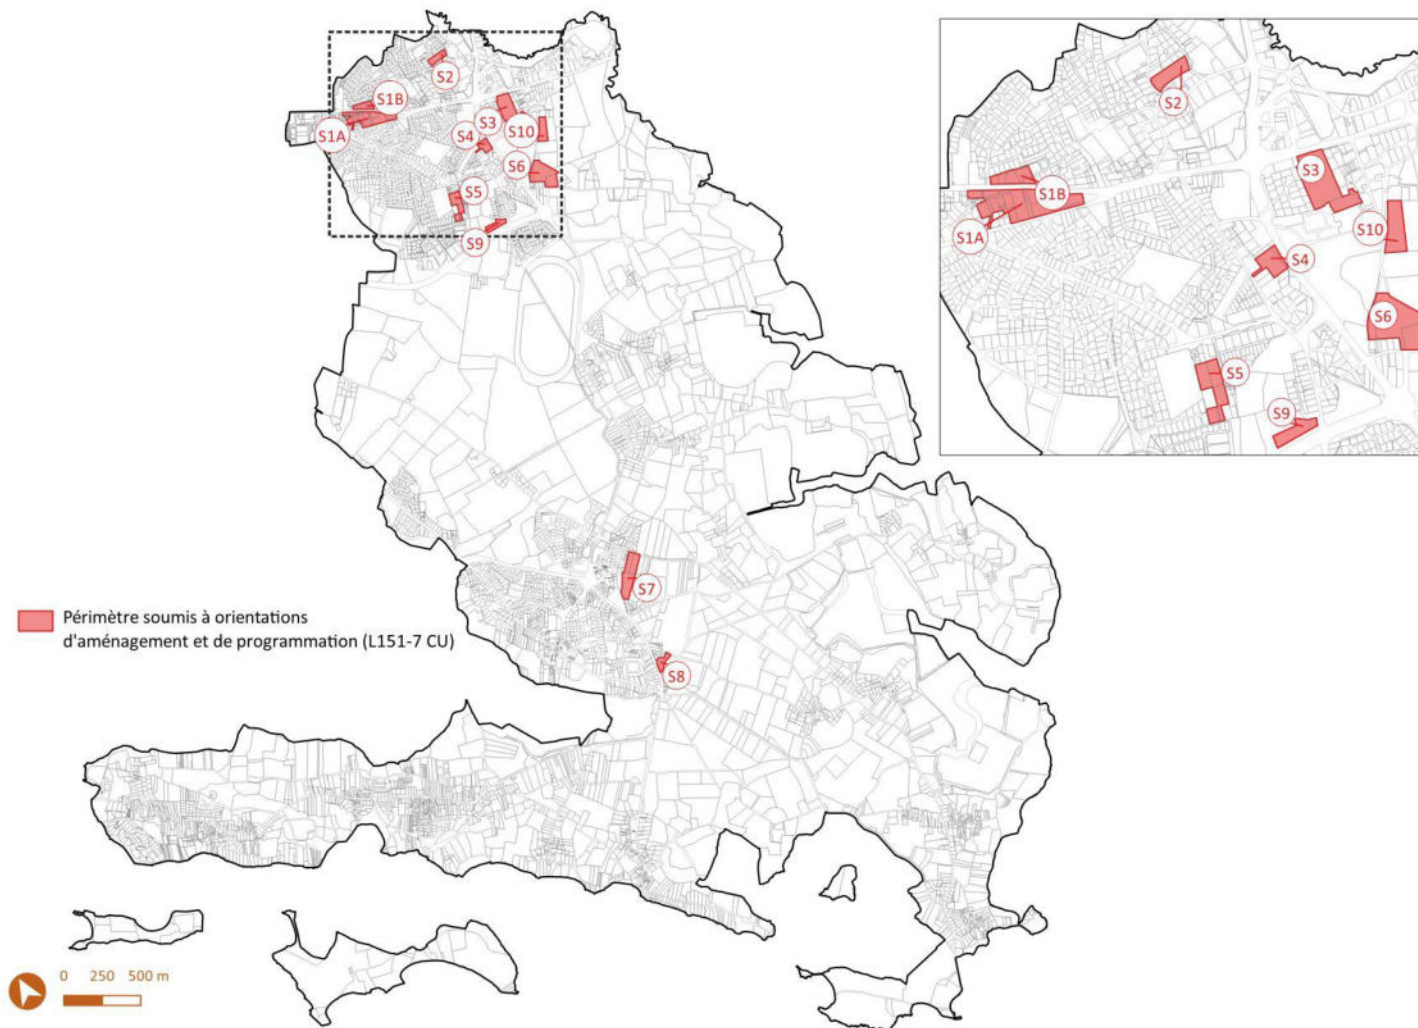 S2
S1B
S3
S10
S1A
S4
S6
S5
S9
S2
S3
S1B
S10
S1A
S4
S6
S5
S9
S7
Périmètre soumis à orientations
d'aménagement et de programmation (L151-7 CU)
S8
0 250 500 m